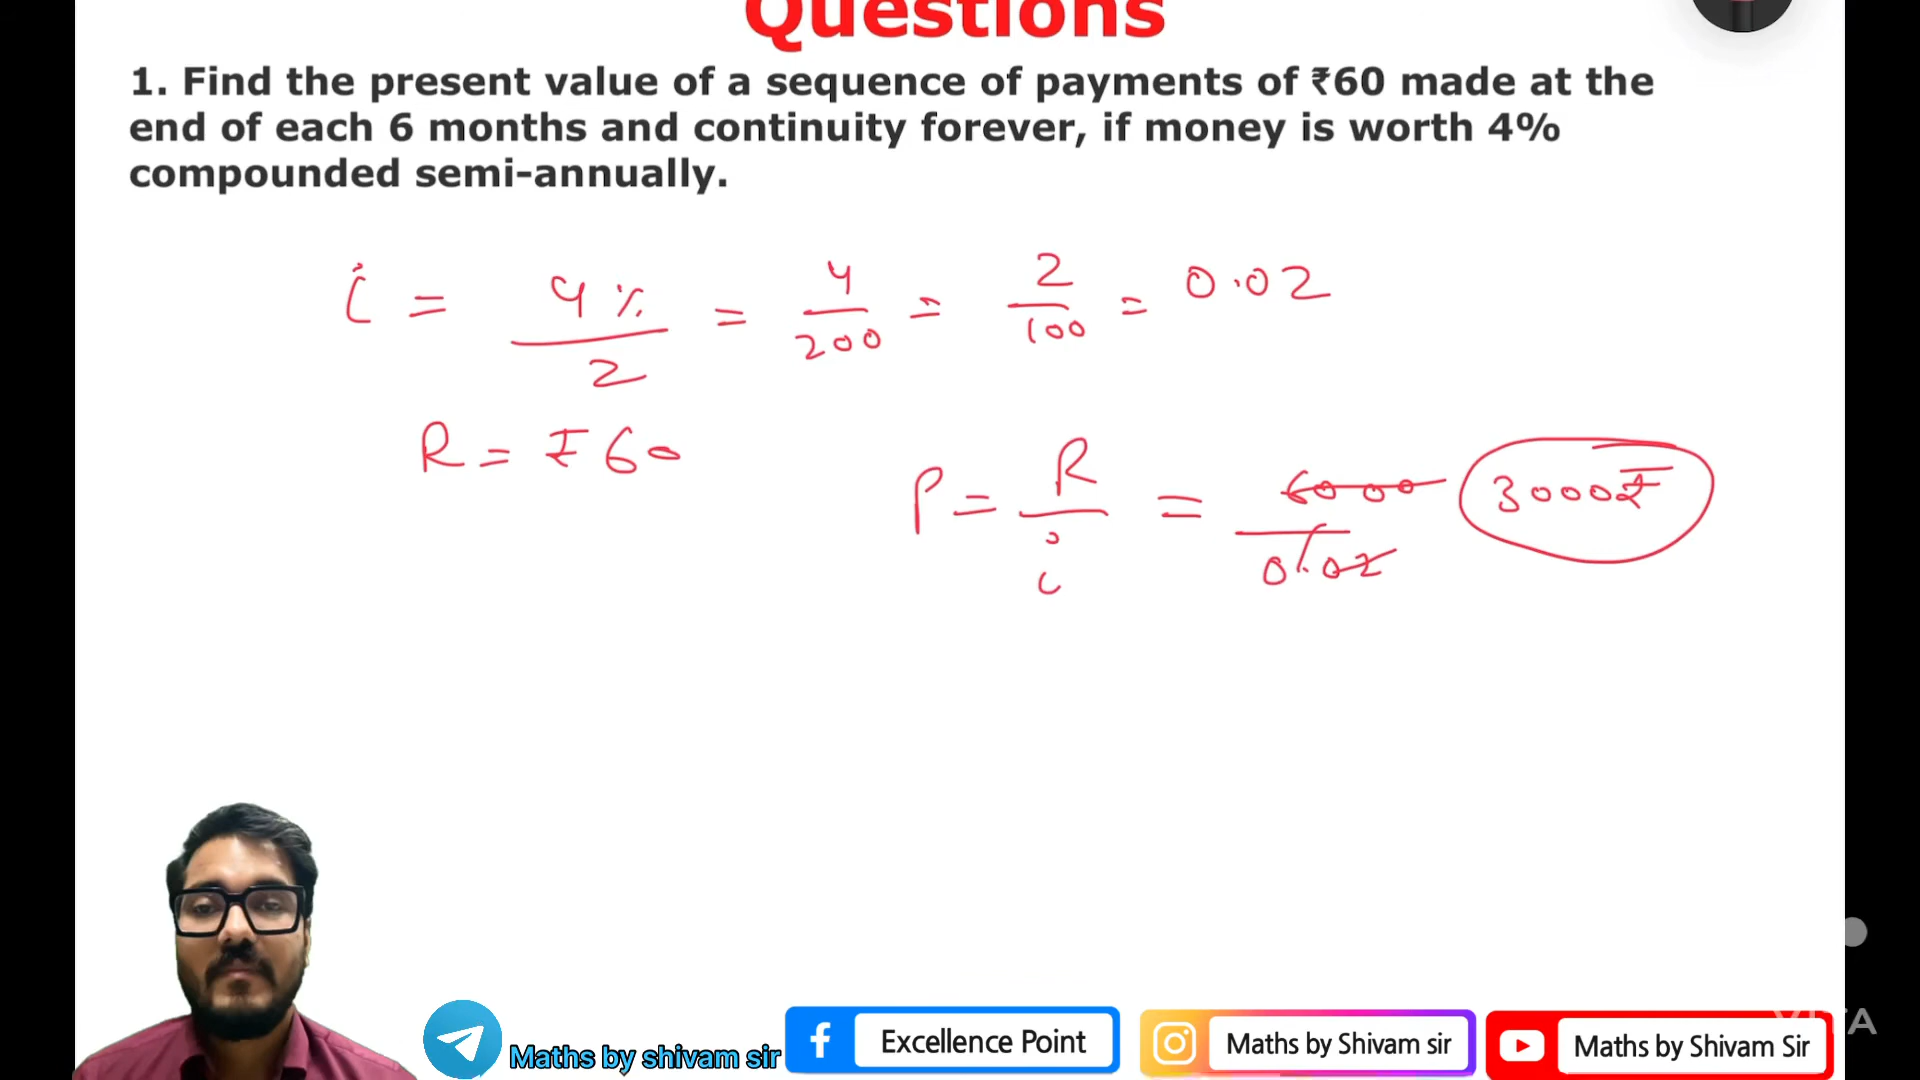 Questions
1. Find the present value of a sequence of payments of ₹60 made at the
end of each 6 months and continuity forever, if money is worth 4%
compounded semi-annually.
i = 4% / 2 = 4 / 200 = 2 / 100 = 0.02
R = ₹60
P = R / i = 6000 / 0.02 3000₹
Maths by shivam sir
Excellence Point
Maths by Shivam sir
Maths by Shivam Sir
VITA